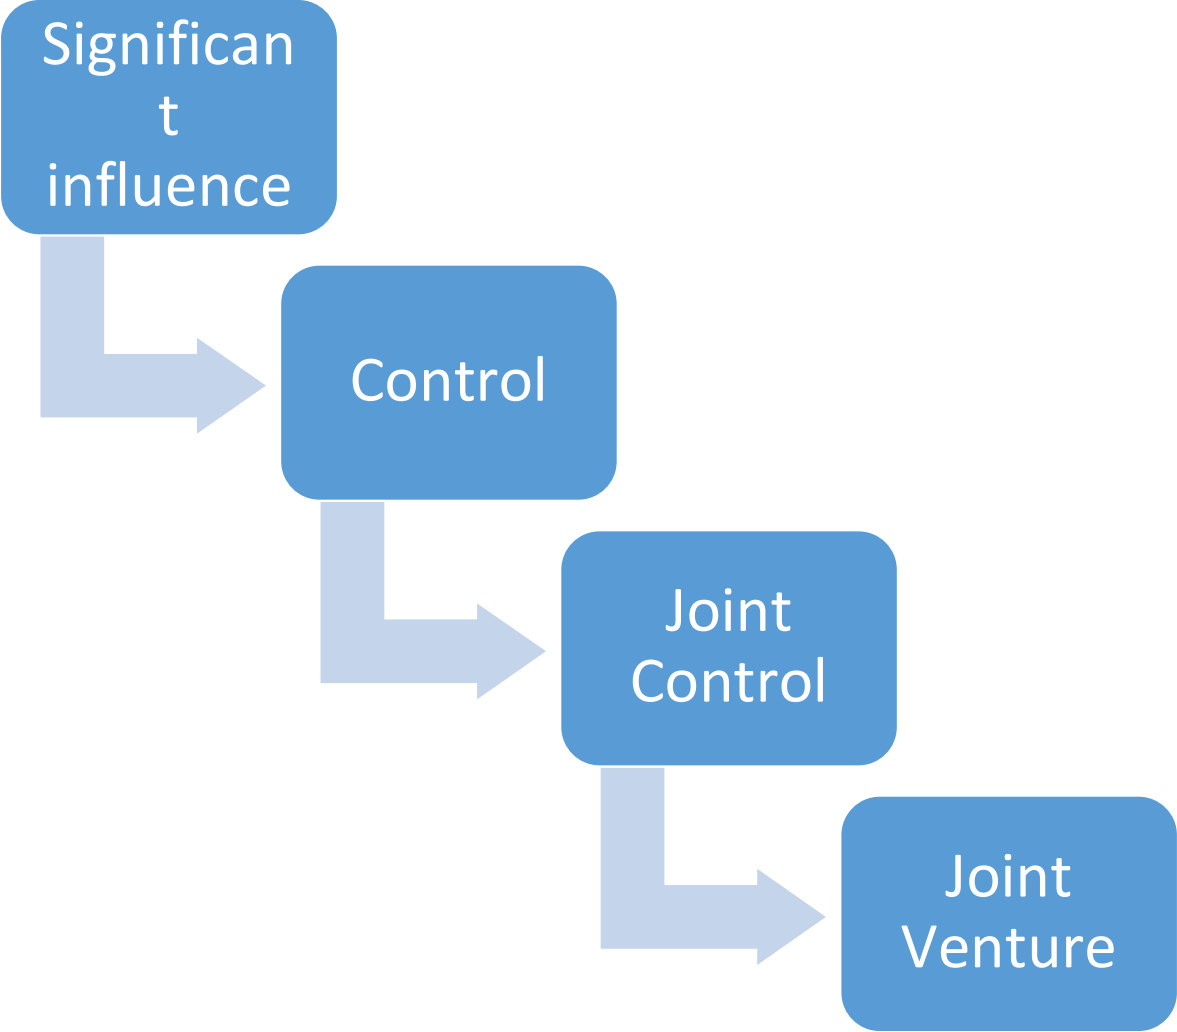 Significan
t
influence
Control
Joint
Control
Joint
Venture